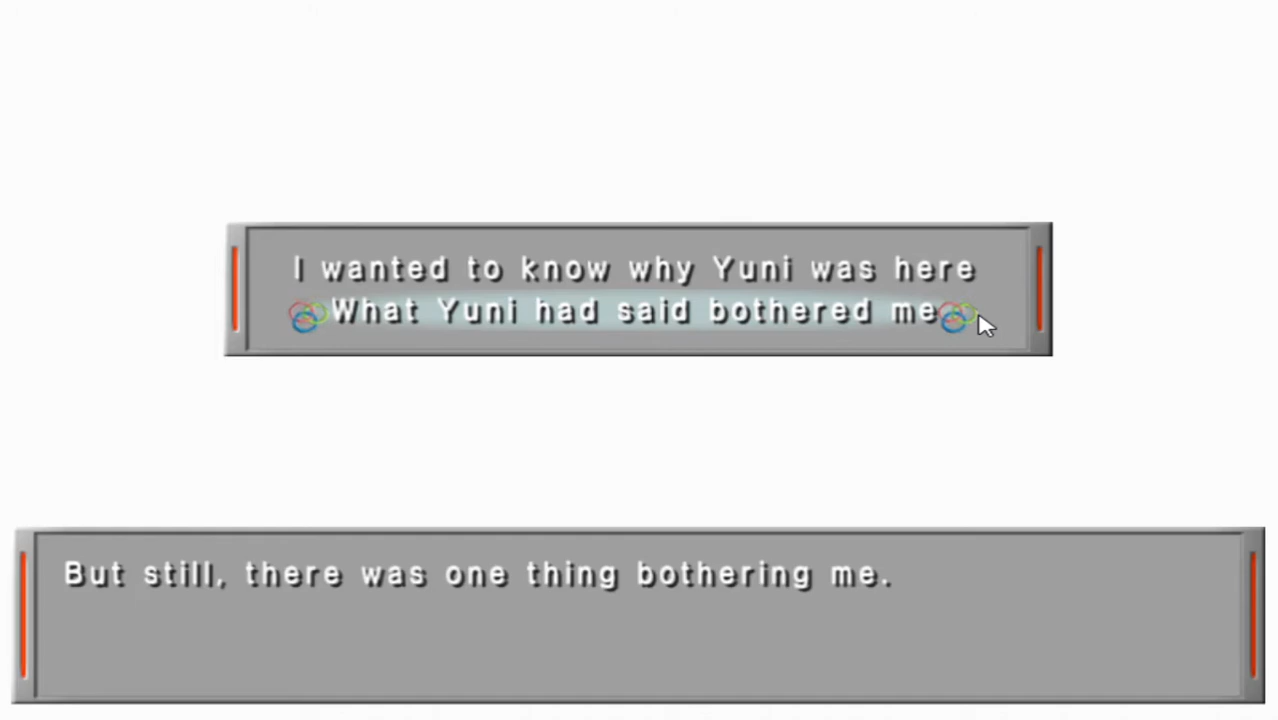 I wanted to know why Yuni was here
What Yuni had said bothered me
But still, there was one thing bothering me.